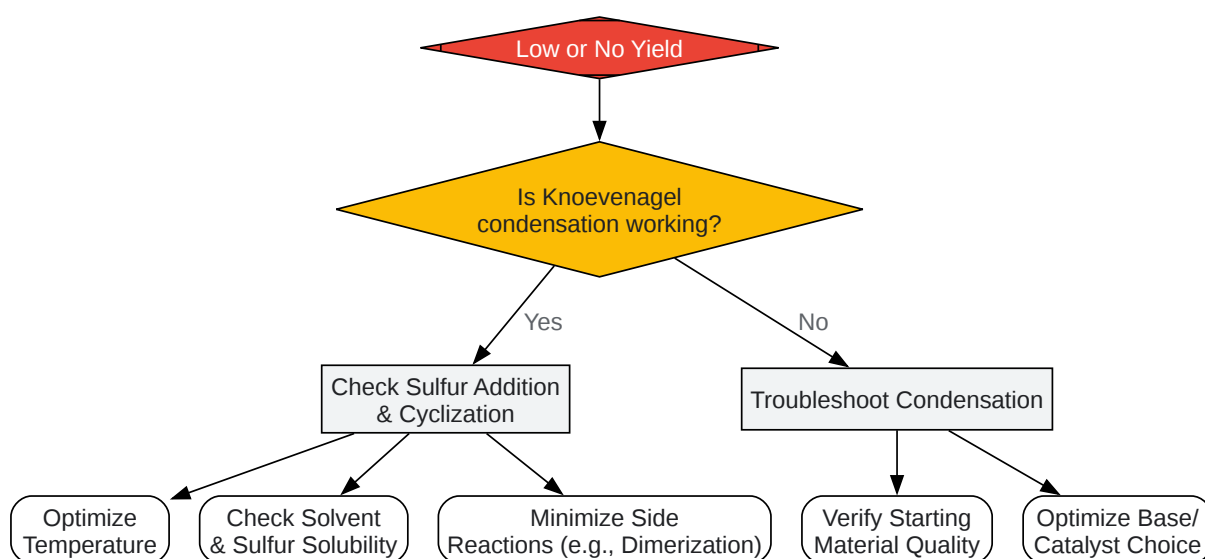 Low or No Yield
Is Knoevenagel
condensation working?
Yes
No
Check Sulfur Addition
& Cyclization
Troubleshoot Condensation
Optimize
Temperature
Check Solvent
& Sulfur Solubility
Minimize Side
Reactions (e.g., Dimerization)
Verify Starting
Material Quality
Optimize Base/
Catalyst Choice